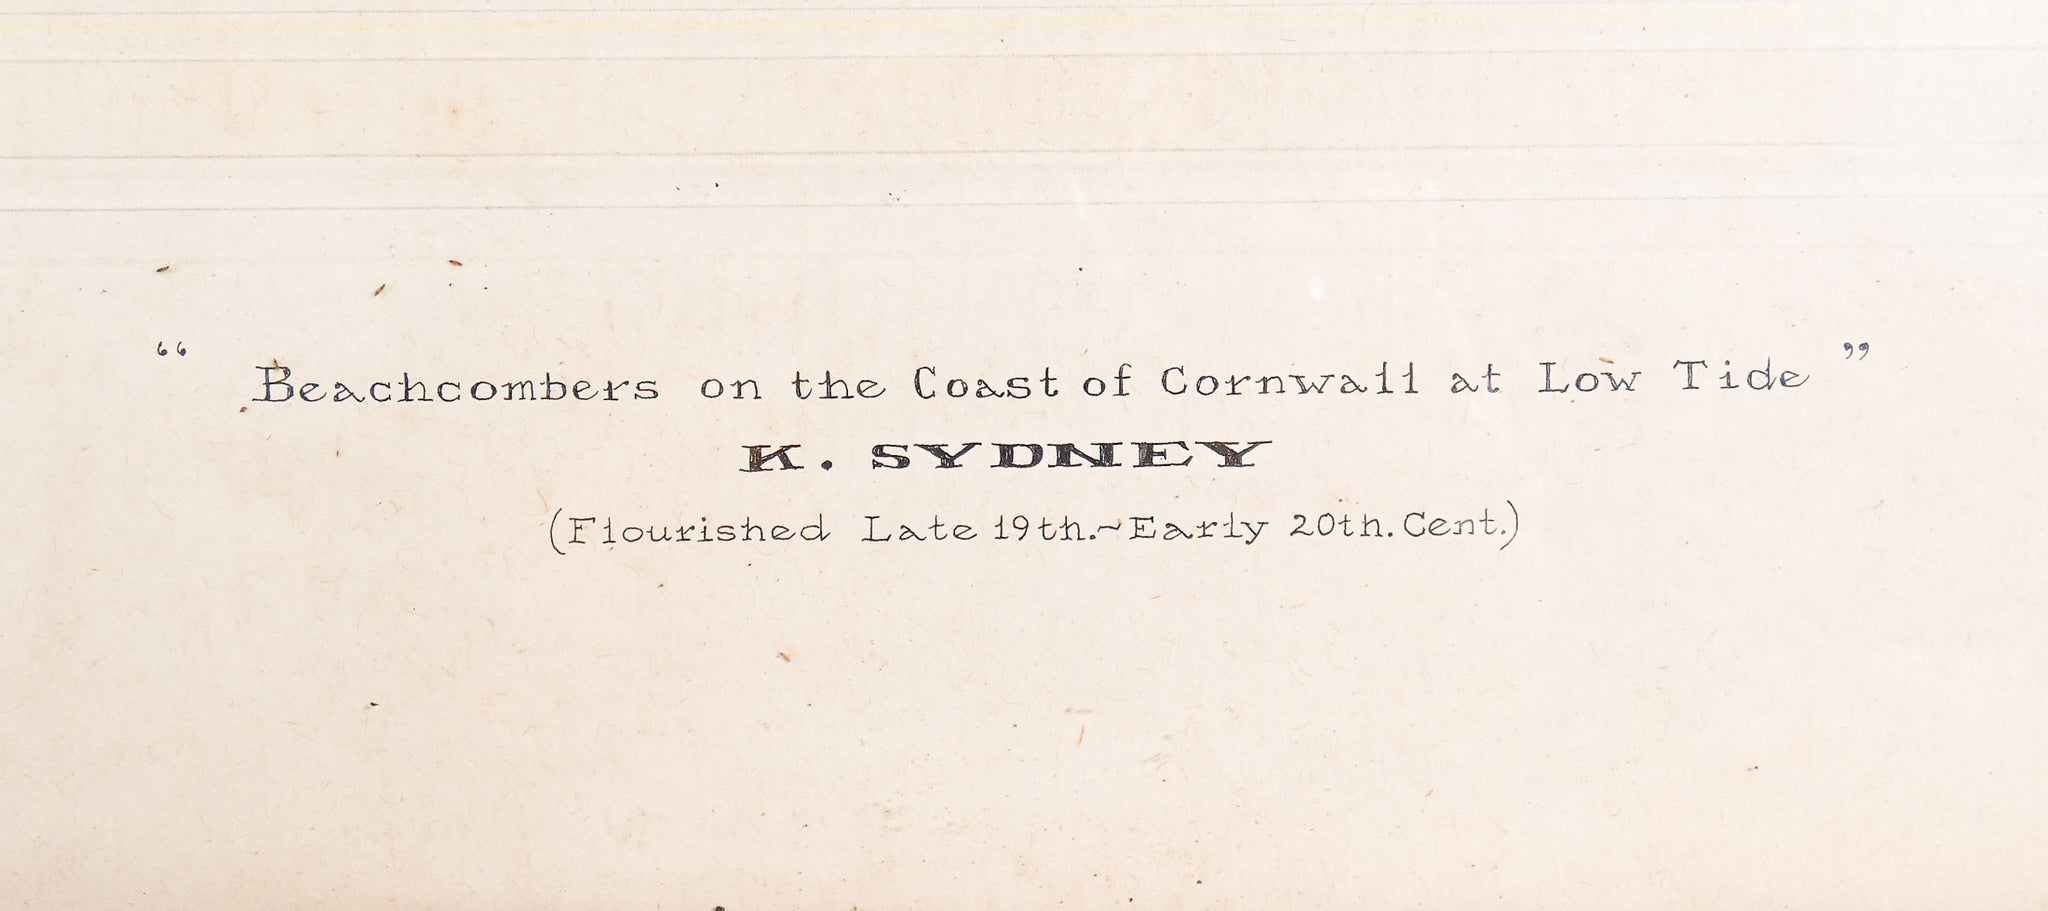 “ Beachcombers on the Coast of Cornwall at Low Tide ”
K. SYDNEY
(Flourished Late 19th.~Early 20th. Cent.)